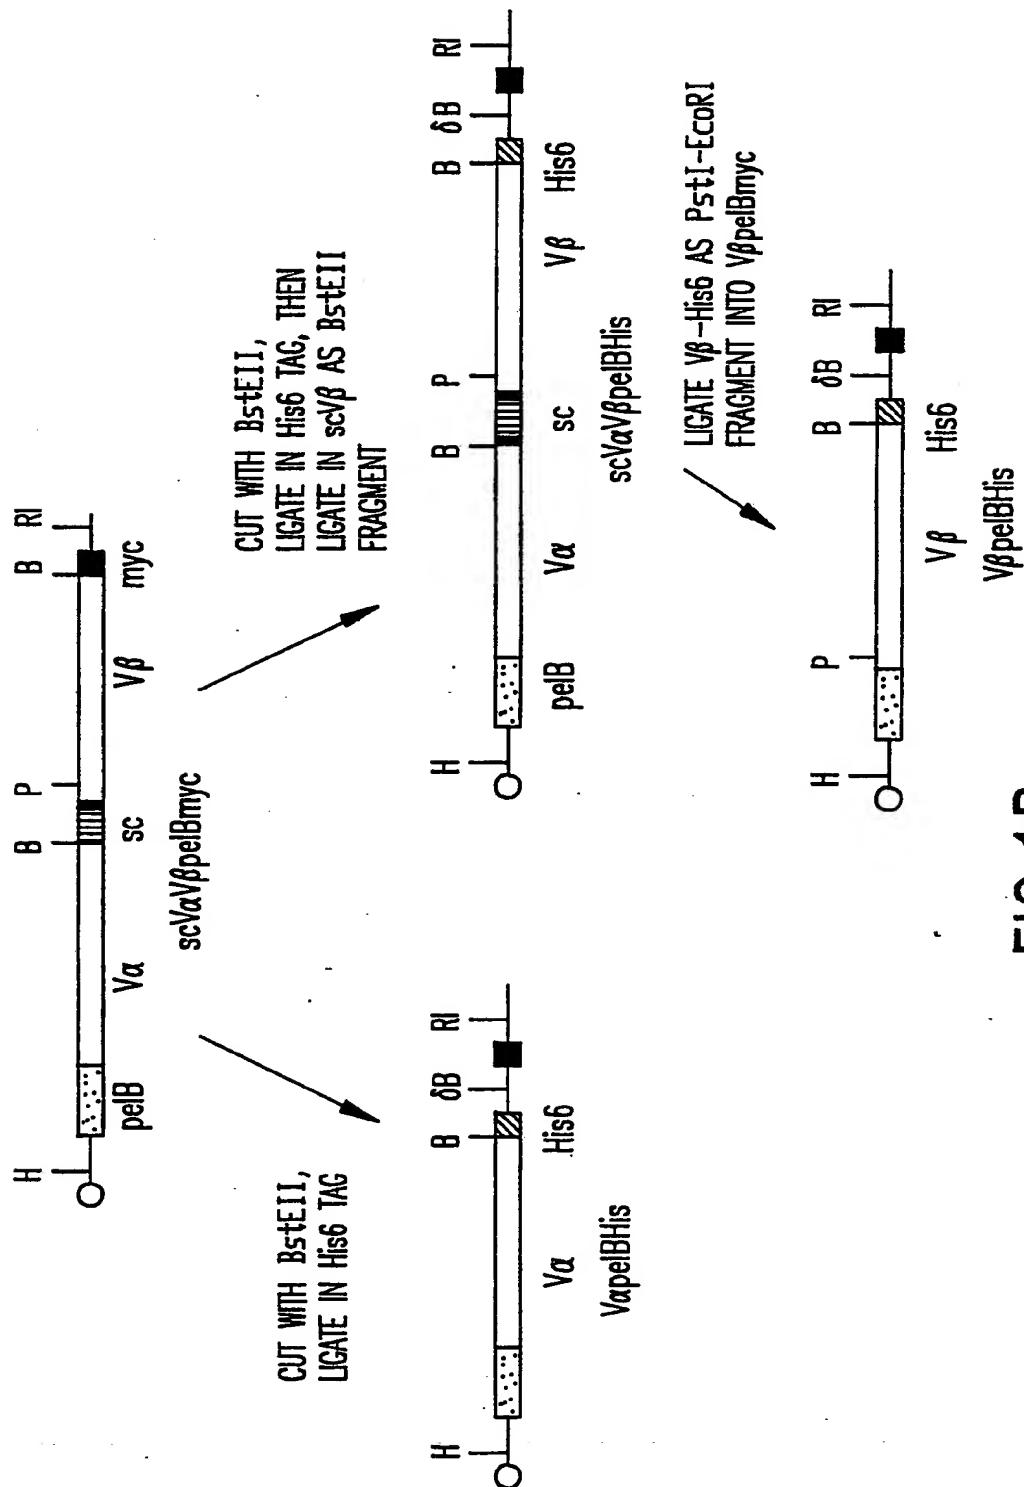 H B P B RI
pelB Vα sc Vβ myc
scVαVβpelBmyc
CUT WITH BstEII,
LIGATE IN His6 TAG
CUT WITH BstEII,
LIGATE IN His6 TAG, THEN
LIGATE IN scVβ AS BstEII
FRAGMENT
H B δB RI
Vα His6
VαpelBHis
H B P B δB RI
pelB Vα sc Vβ His6
scVαVβpelBHis
LIGATE Vβ-His6 AS PstI-EcoRI
FRAGMENT INTO VβpelBmyc
H P B δB RI
Vβ His6
VβpelBHis